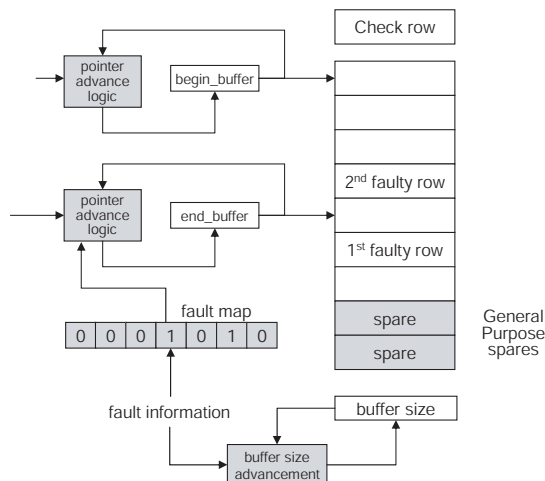 Check row
pointer
advance
logic
begin_buffer
2nd faulty row
pointer
advance
logic
end_buffer
1st faulty row
fault map
0 0 0 1 0 1 0
spare
spare
General
Purpose
spares
fault information
buffer size
buffer size
advancement